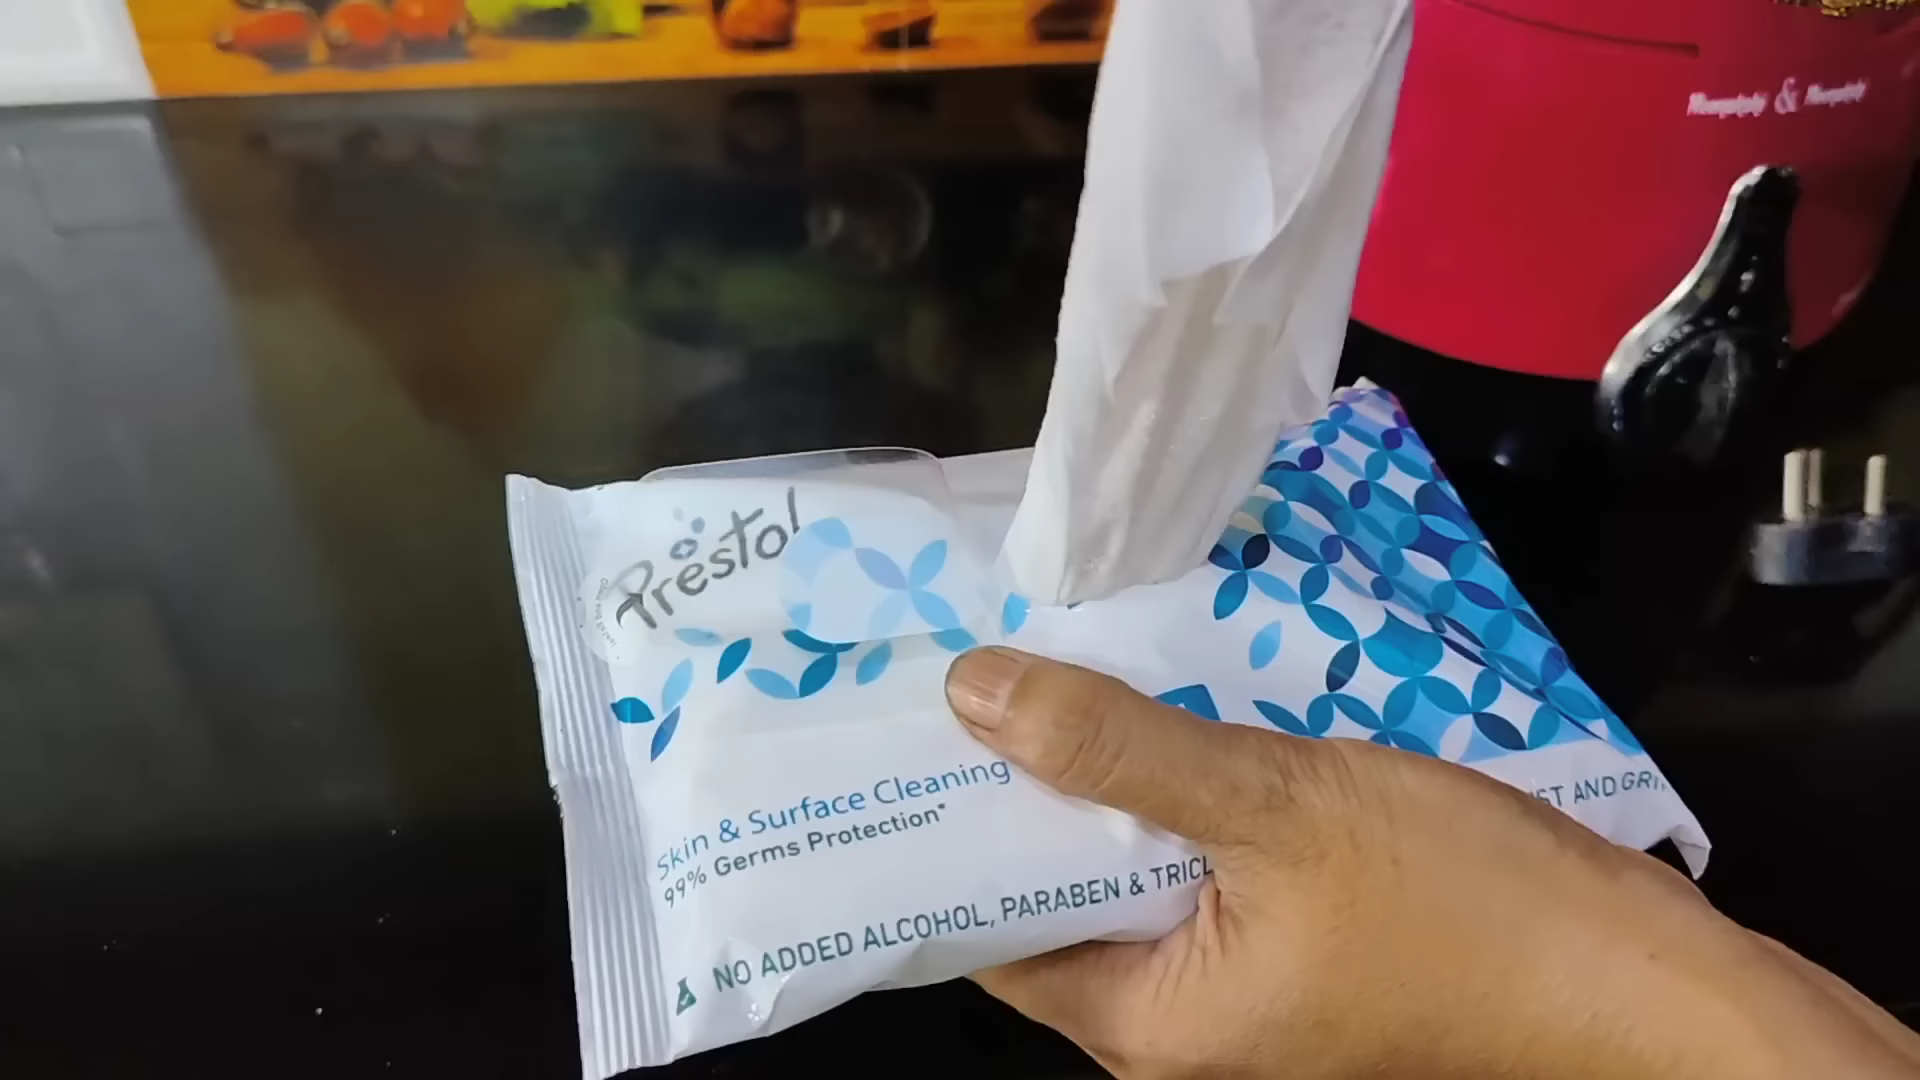 Presto!
Skin & Surface Cleaning
99% Germs Protection*
NO ADDED ALCOHOL, PARABEN & TRICL
ST AND GRI
&